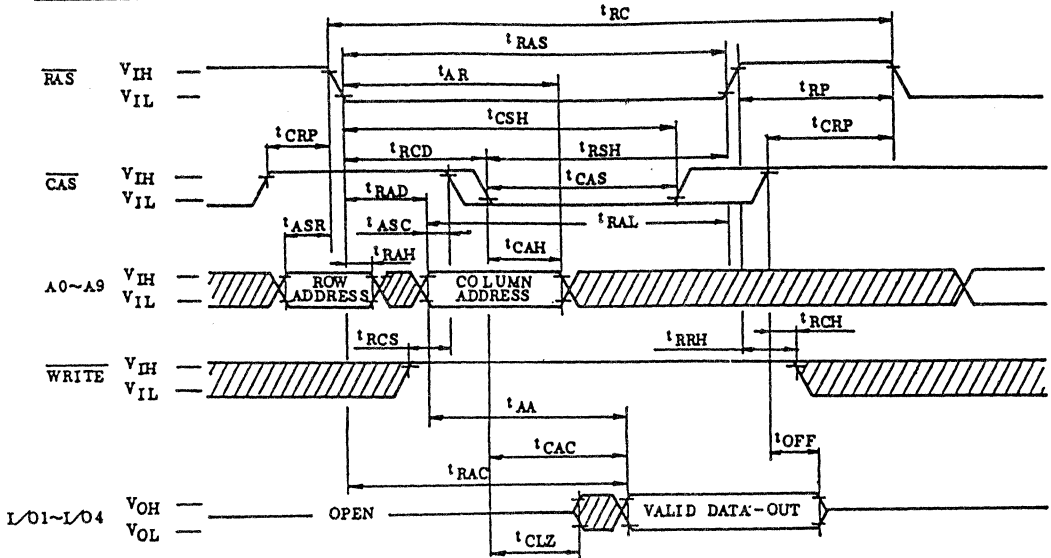 tRC
tRAS
RAS VIH
VIL
tAR
tRP
tCSH
tCRP
tCRP
tRCD
tRSH
CAS VIH
VIL
tCAS
tRAD
tRAL
tASR
tASC
tRAH
tCAH
A0~A9 VIH
VIL
ROW ADDRESS
COLUMN ADDRESS
tRCS
tRRH
tRCH
WRITE VIH
VIL
tAA
tCAC
tOFF
tRAC
I/O1~I/O4 VOH
VOL
OPEN
VALID DATA-OUT
tCLZ